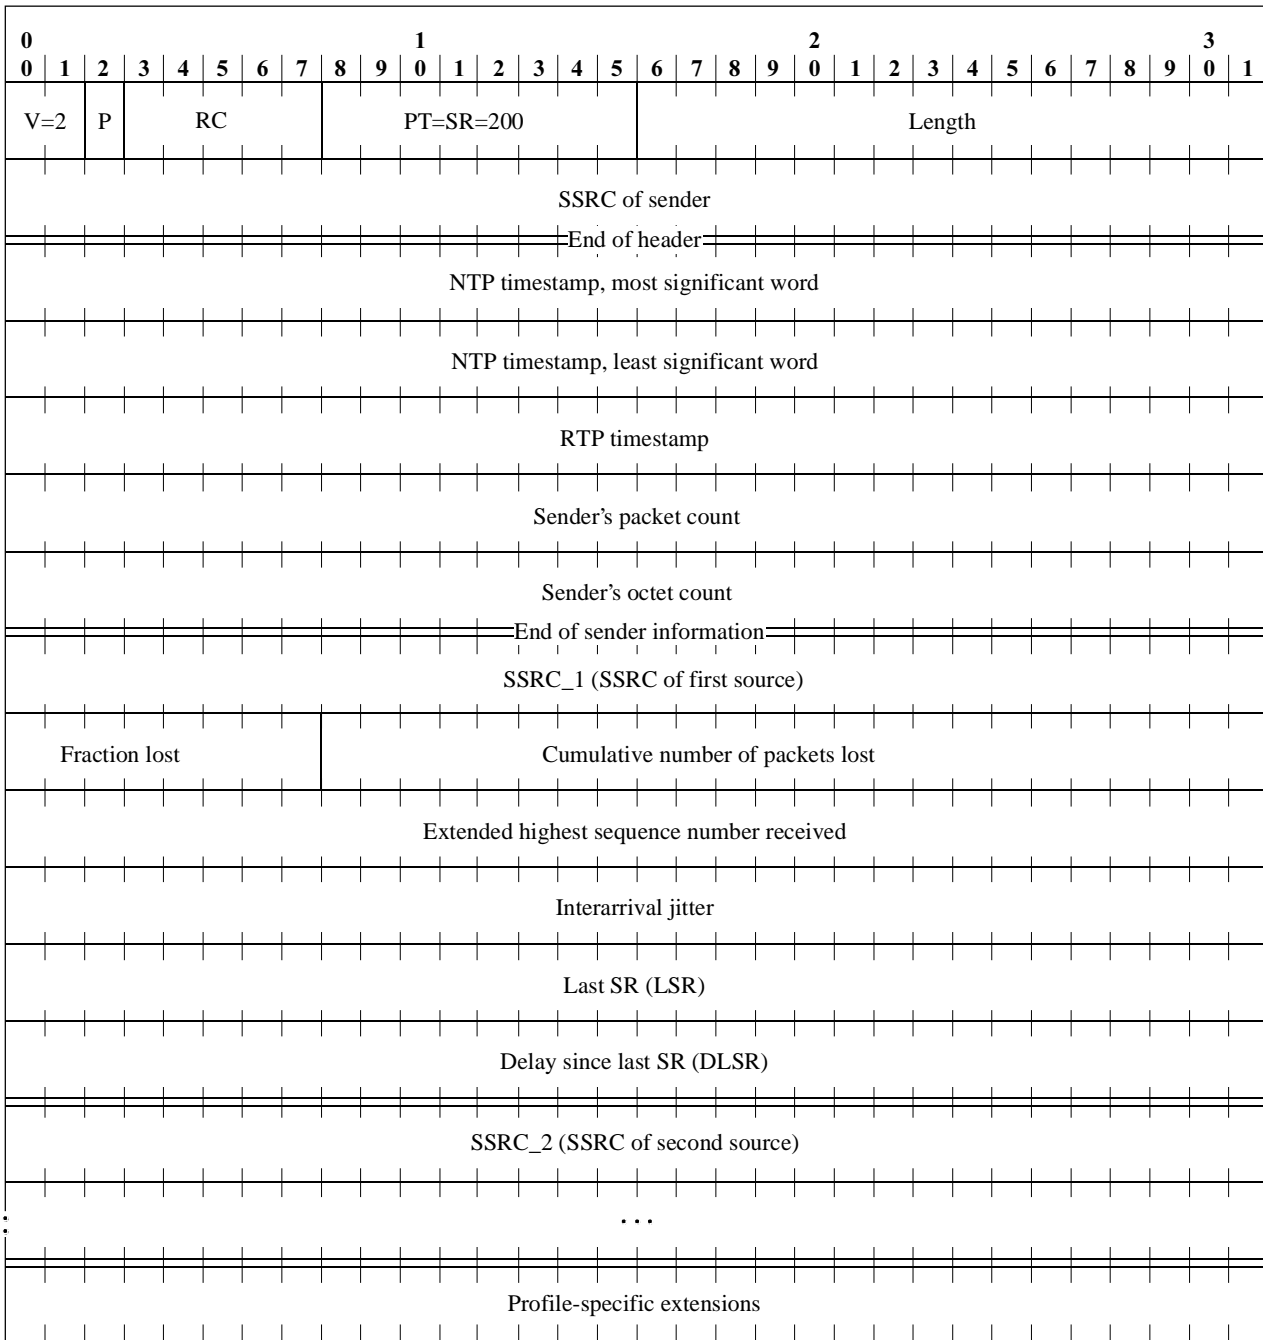 0 1 2 3
0 1 2 3 4 5 6 7 8 9 0 1 2 3 4 5 6 7 8 9 0 1 2 3 4 5 6 7 8 9 0 1
V=2 P RC PT=SR=200 Length
SSRC of sender
End of header
NTP timestamp, most significant word
NTP timestamp, least significant word
RTP timestamp
Sender’s packet count
Sender’s octet count
End of sender information
SSRC_1 (SSRC of first source)
Fraction lost Cumulative number of packets lost
Extended highest sequence number received
Interarrival jitter
Last SR (LSR)
Delay since last SR (DLSR)
SSRC_2 (SSRC of second source)
: ...
Profile-specific extensions